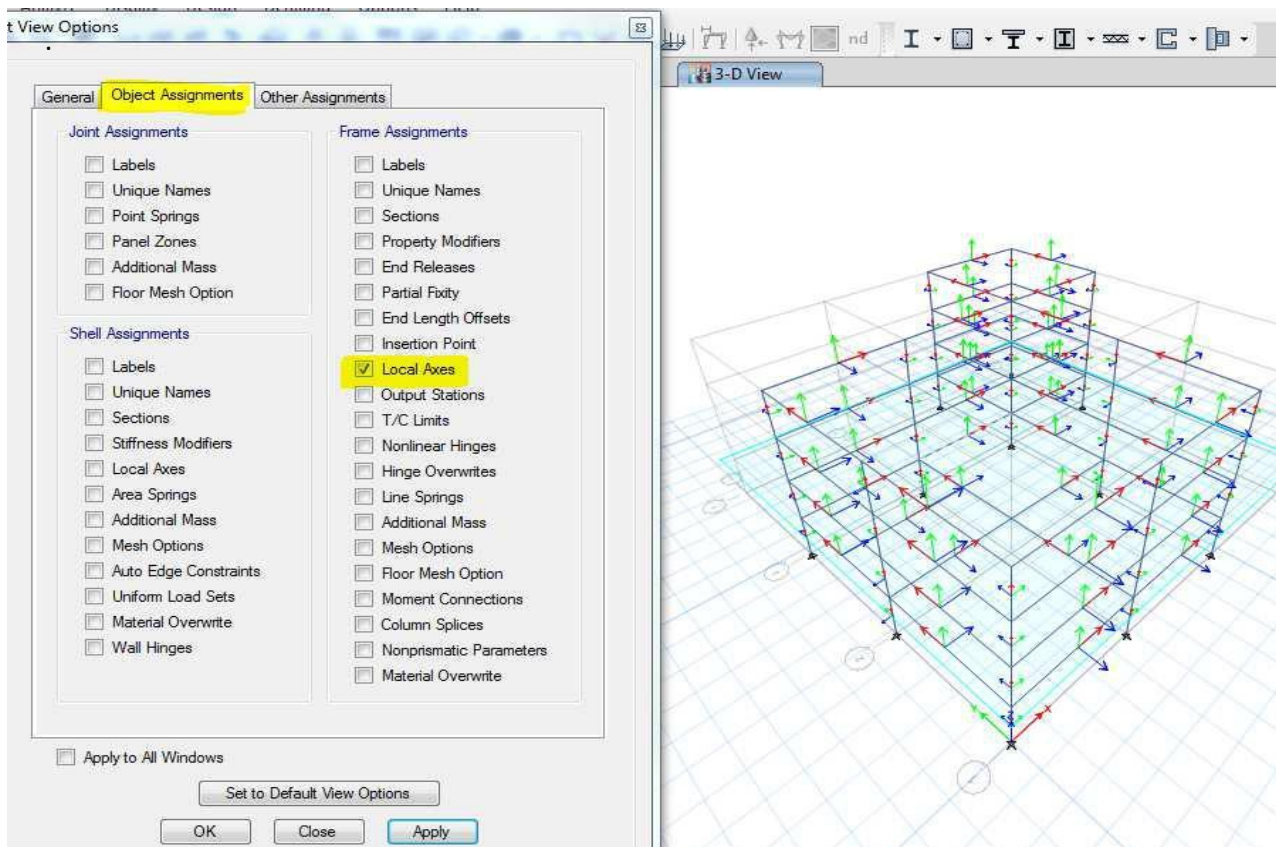 t View Options
nd
3-D View
General Object Assignments Other Assignments
Joint Assignments
Labels
Unique Names
Point Springs
Panel Zones
Additional Mass
Floor Mesh Option
Shell Assignments
Labels
Unique Names
Sections
Stiffness Modifiers
Local Axes
Area Springs
Additional Mass
Mesh Options
Auto Edge Constraints
Uniform Load Sets
Material Overwrite
Wall Hinges
Frame Assignments
Labels
Unique Names
Sections
Property Modifiers
End Releases
Partial Fixity
End Length Offsets
Insertion Point
Local Axes
Output Stations
T/C Limits
Nonlinear Hinges
Hinge Overwrites
Line Springs
Additional Mass
Mesh Options
Floor Mesh Option
Moment Connections
Column Splices
Nonprismatic Parameters
Material Overwrite
Apply to All Windows
Set to Default View Options
OK Close Apply
X